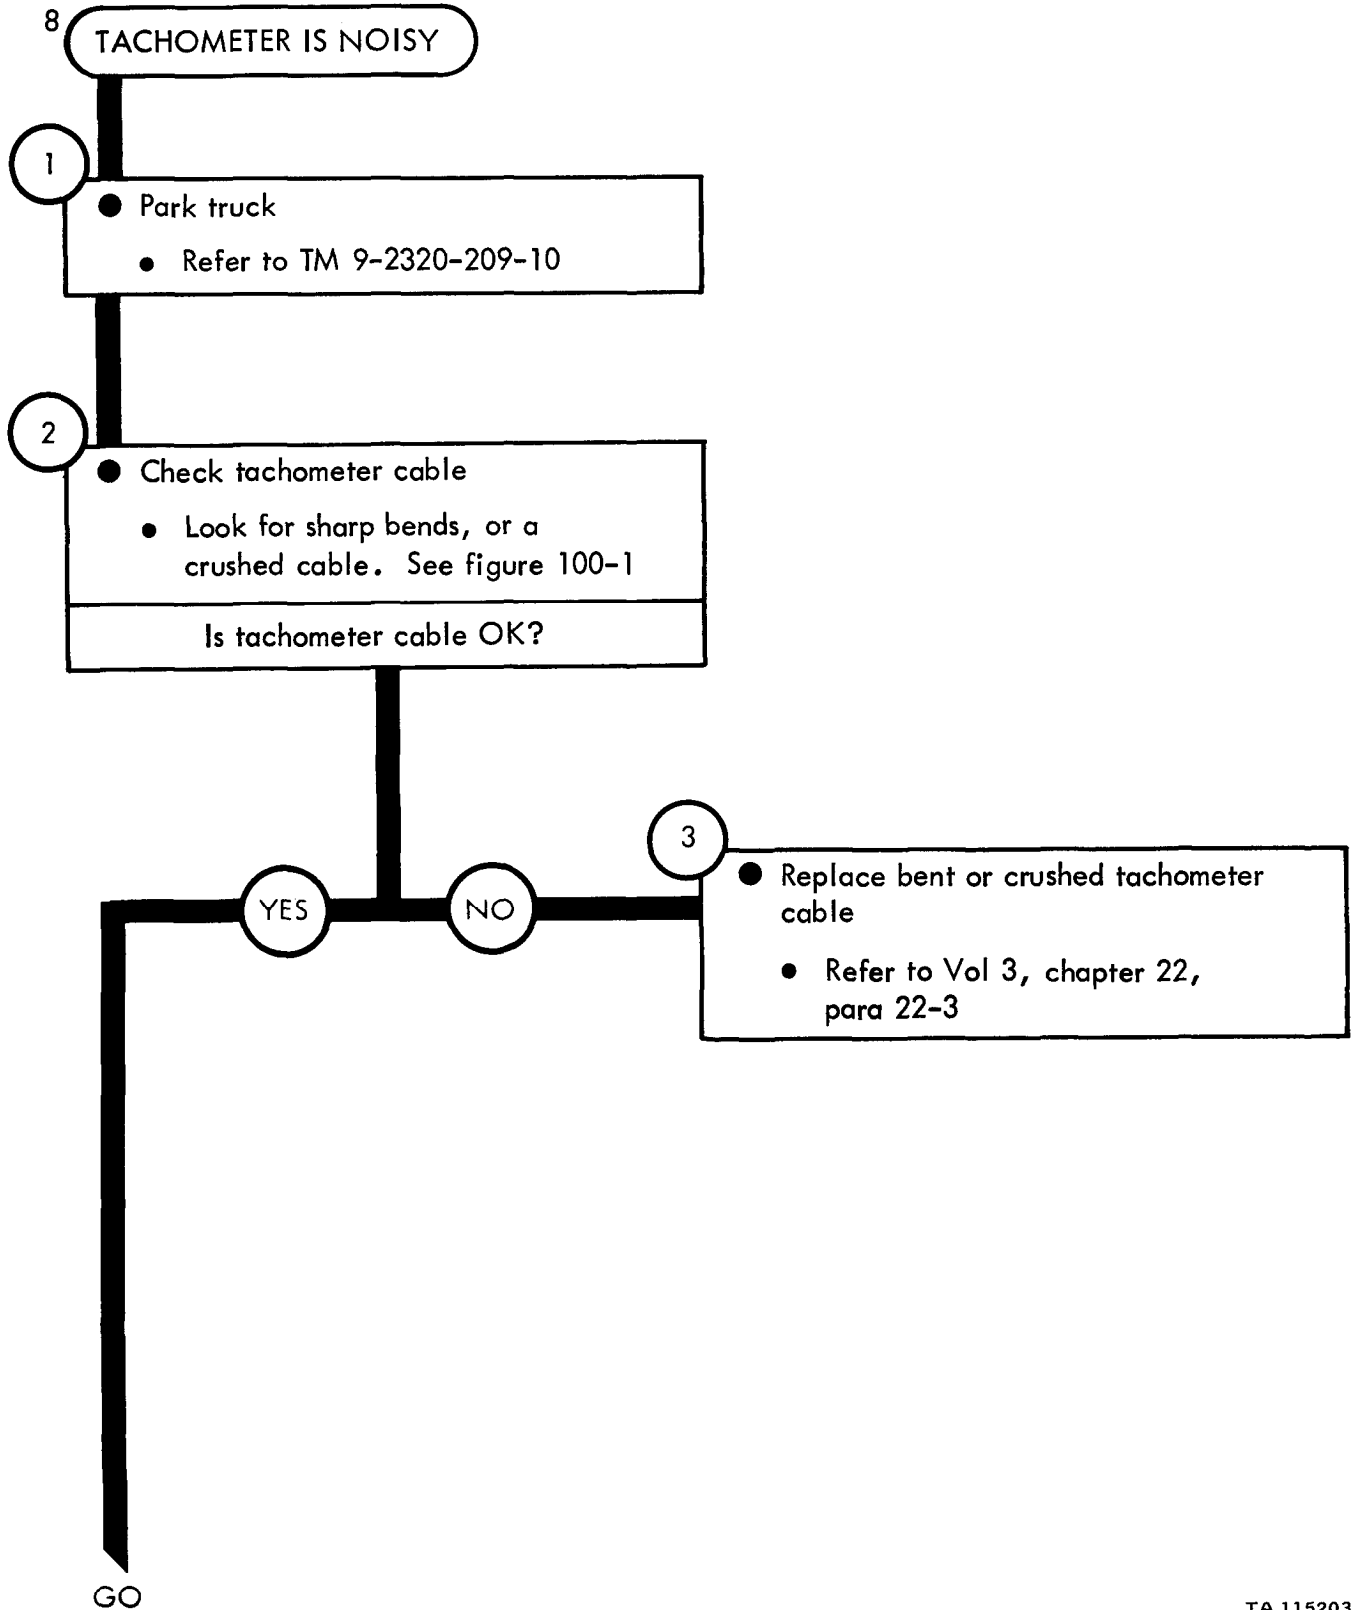 8
TACHOMETER IS NOISY
1
● Park truck
● Refer to TM 9-2320-209-10
2
● Check tachometer cable
● Look for sharp bends, or a
crushed cable. See figure 100-1
Is tachometer cable OK?
YES
NO
3
● Replace bent or crushed tachometer
cable
● Refer to Vol 3, chapter 22,
para 22-3
GO
TA 115203